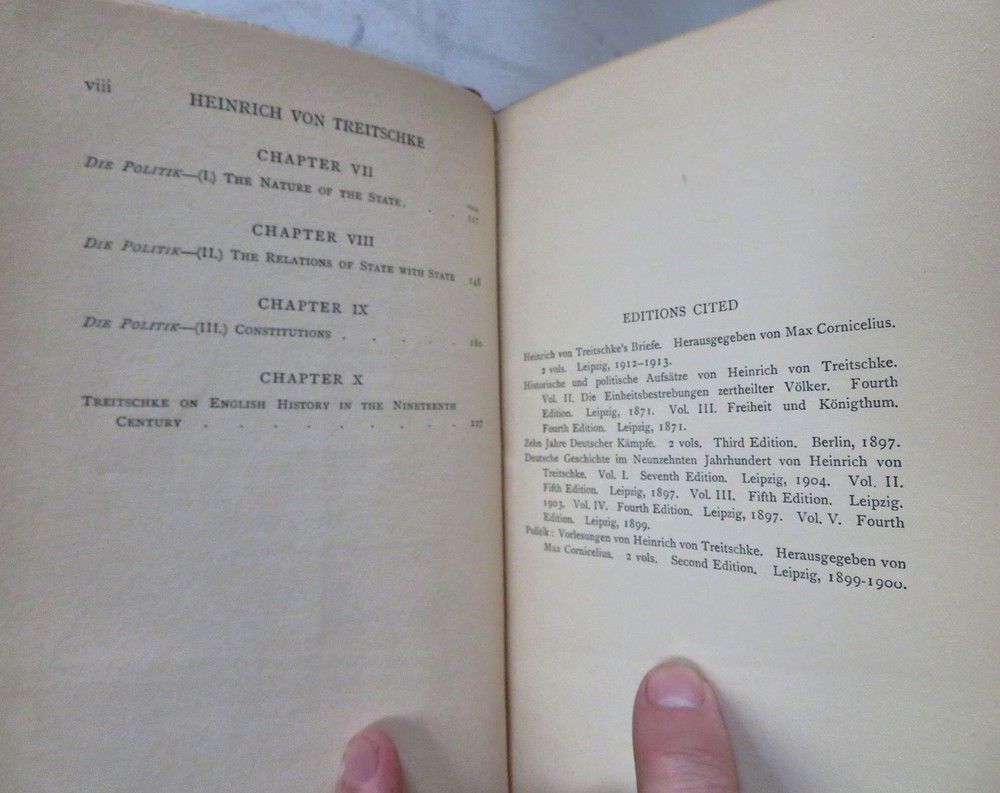 viii
HEINRICH VON TREITSCHKE
CHAPTER VII
PAGE
DIE POLITIK—(I.) THE NATURE OF THE STATE . . . 127
CHAPTER VIII
DIE POLITIK—(II.) THE RELATIONS OF STATE WITH STATE 148
CHAPTER IX
DIE POLITIK—(III.) CONSTITUTIONS . . . . . 180
CHAPTER X
TREITSCHKE ON ENGLISH HISTORY IN THE NINETEENTH
CENTURY . . . . . . . . 227
EDITIONS CITED
Heinrich von Treitschke's Briefe. Herausgegeben von Max Cornicelius.
2 vols. Leipzig, 1912-1913.
Historische und politische Aufsätze von Heinrich von Treitschke.
Vol. II. Die Einheitsbestrebungen zertheilter Völker. Fourth
Edition. Leipzig, 1871. Vol. III. Freiheit und Königthum.
Fourth Edition. Leipzig, 1871.
Zehn Jahre Deutscher Kämpfe. 2 vols. Third Edition. Berlin, 1897.
Deutsche Geschichte im Neunzehnten Jahrhundert von Heinrich von
Treitschke. Vol. I. Seventh Edition. Leipzig, 1904. Vol. II.
Fifth Edition. Leipzig, 1897. Vol. III. Fifth Edition. Leipzig.
1903. Vol. IV. Fourth Edition. Leipzig, 1897. Vol. V. Fourth
Edition. Leipzig, 1899.
Politik: Vorlesungen von Heinrich von Treitschke. Herausgegeben von
Max Cornicelius. 2 vols. Second Edition. Leipzig, 1899-1900.